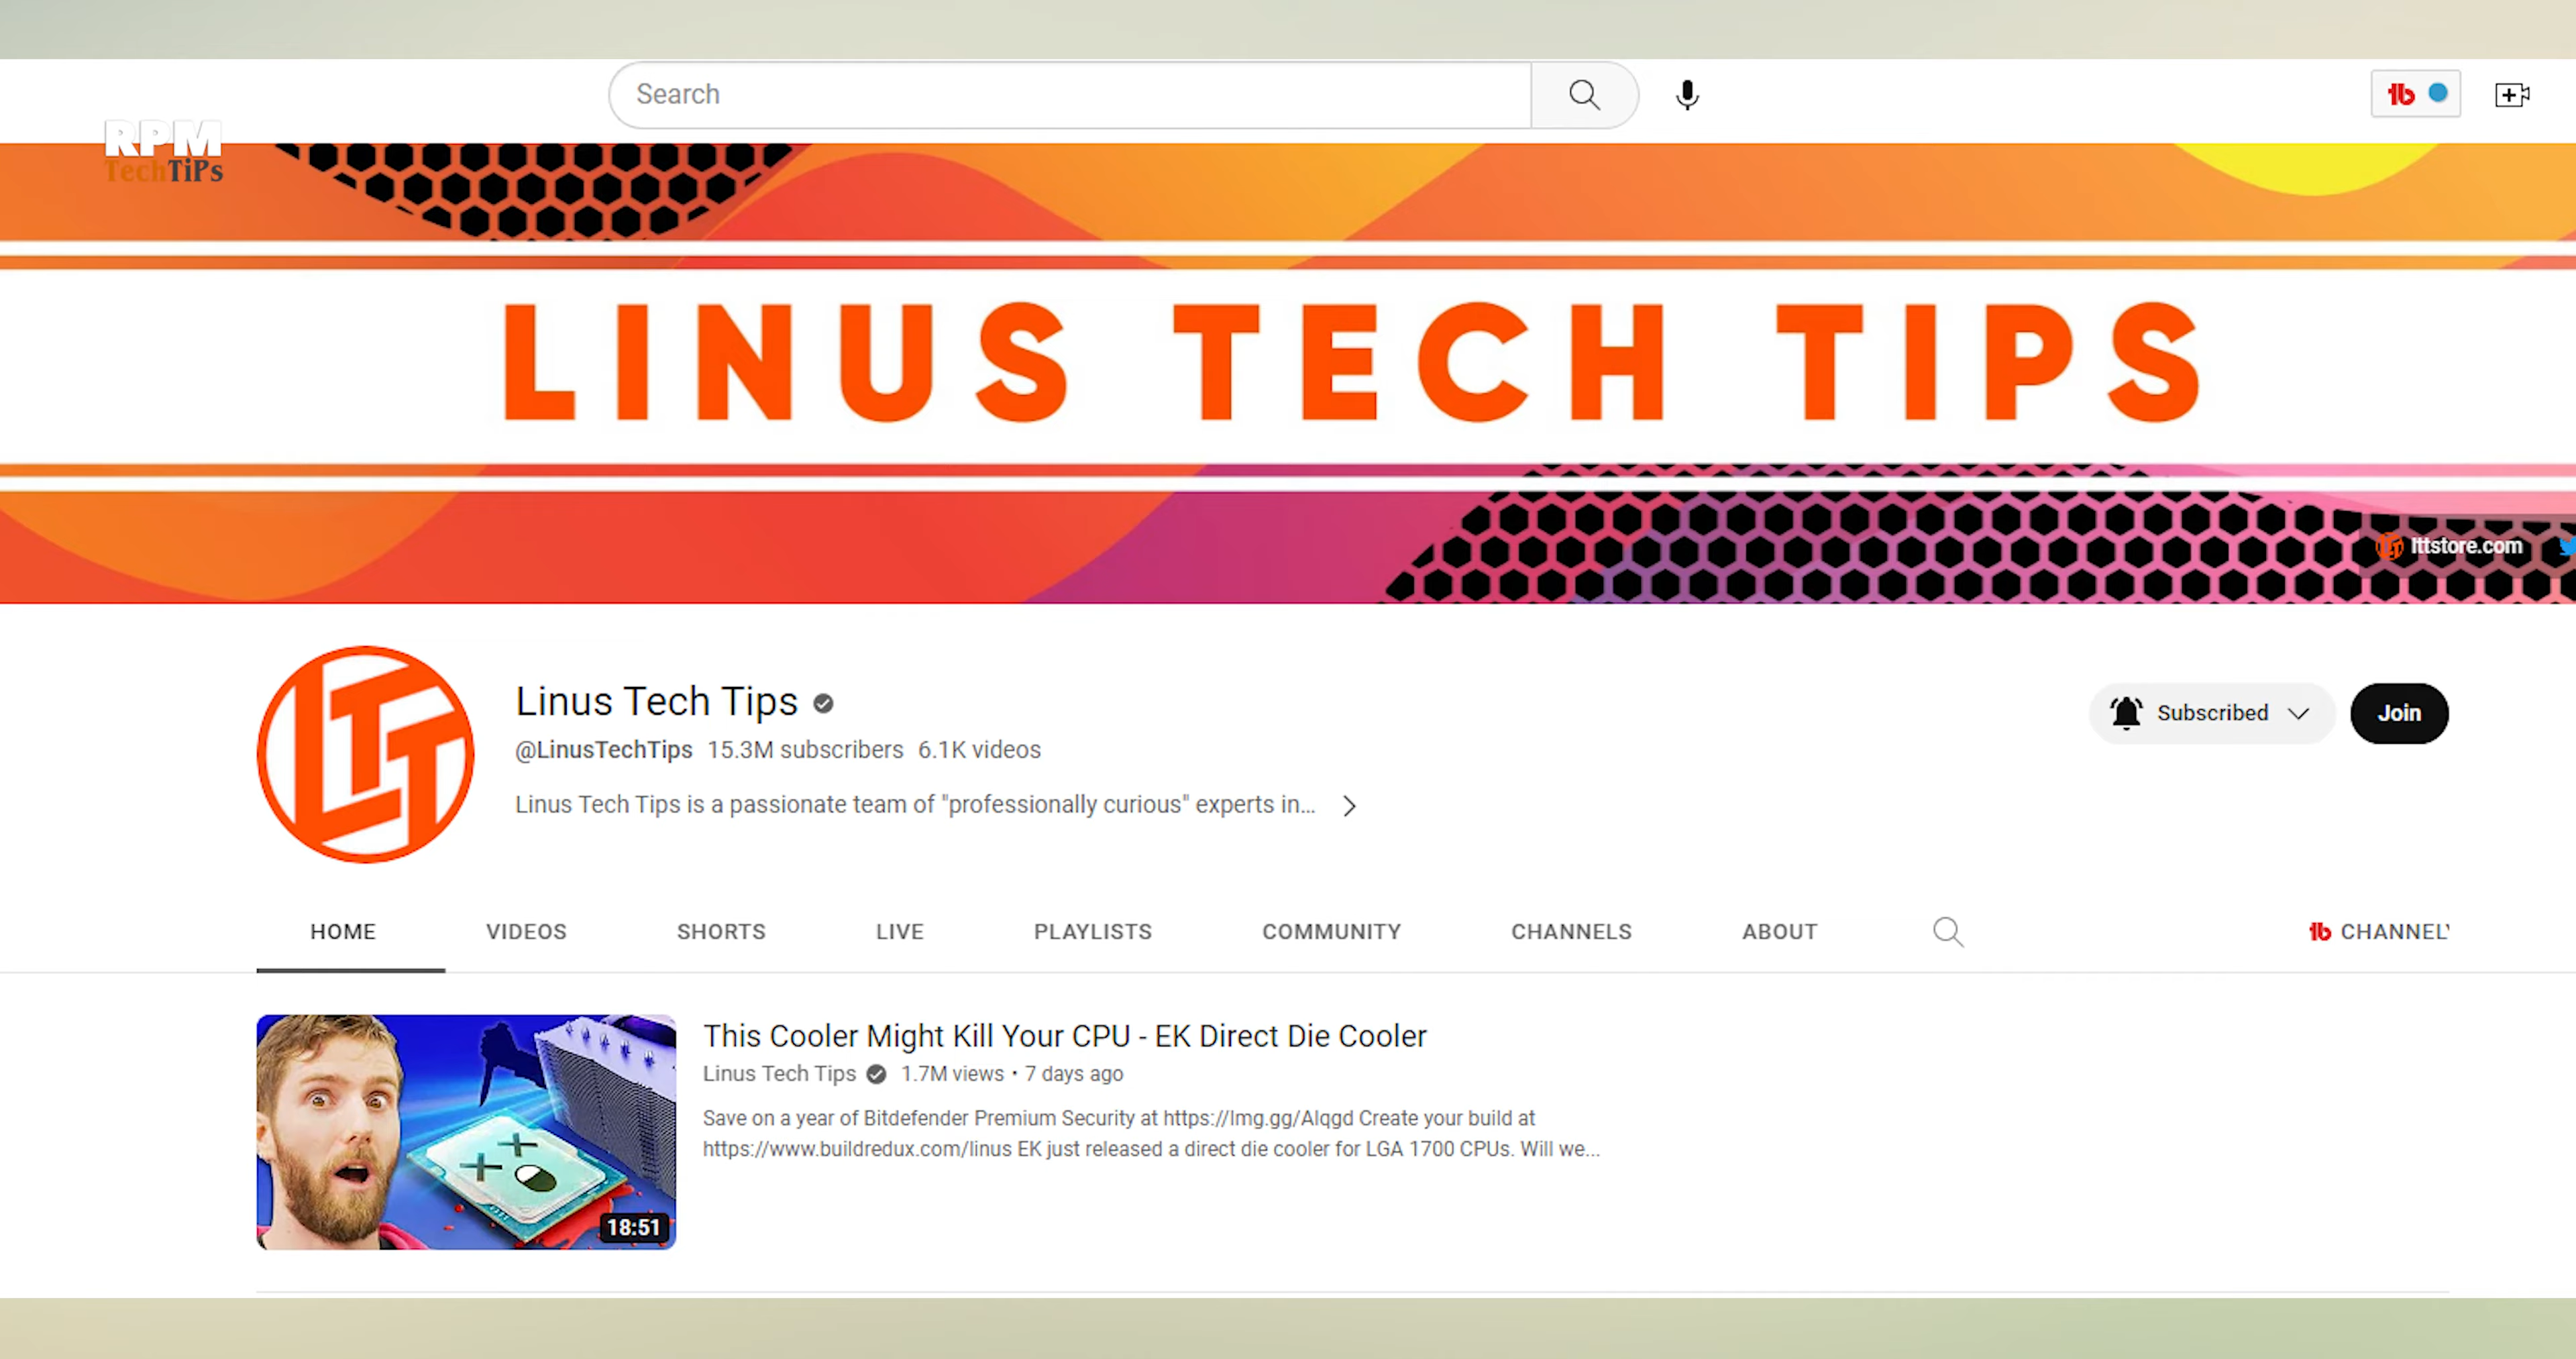 Search
RPM
TechTiPs
LINUS TECH TIPS
lttstore.com
LTT
Linus Tech Tips
@LinusTechTips 15.3M subscribers 6.1K videos
Linus Tech Tips is a passionate team of "professionally curious" experts in...
Subscribed
Join
HOME VIDEOS SHORTS LIVE PLAYLISTS COMMUNITY CHANNELS ABOUT tb CHANNELY
This Cooler Might Kill Your CPU - EK Direct Die Cooler
Linus Tech Tips 1.7M views • 7 days ago
Save on a year of Bitdefender Premium Security at https://lmg.gg/Alqgd Create your build at
https://www.buildredux.com/linus EK just released a direct die cooler for LGA 1700 CPUs. Will we...
18:51